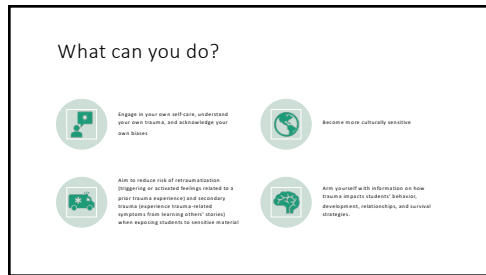 What can you do?
Engage in your own self-care, understand
your own trauma, and acknowledge your
own biases
Become more culturally sensitive
Aim to reduce risk of retraumatization
(triggering or activated feelings related to a
prior trauma experience) and secondary
trauma (experience trauma-related
symptoms from learning others' stories)
when exposing students to sensitive material
Arm yourself with information on how
trauma impacts students' behavior,
development, relationships, and survival
strategies.